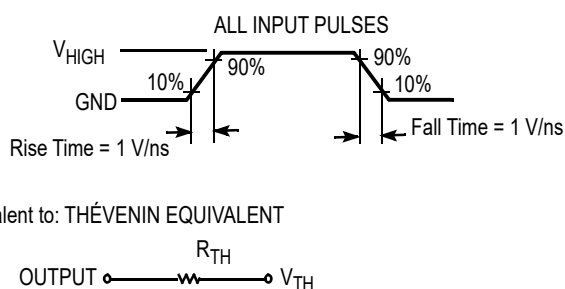 ALL INPUT PULSES
VHIGH
90%
90%
10%
10%
GND
Rise Time = 1 V/ns
Fall Time = 1 V/ns
alent to: THÉVENIN EQUIVALENT
RTH
OUTPUT
VTH